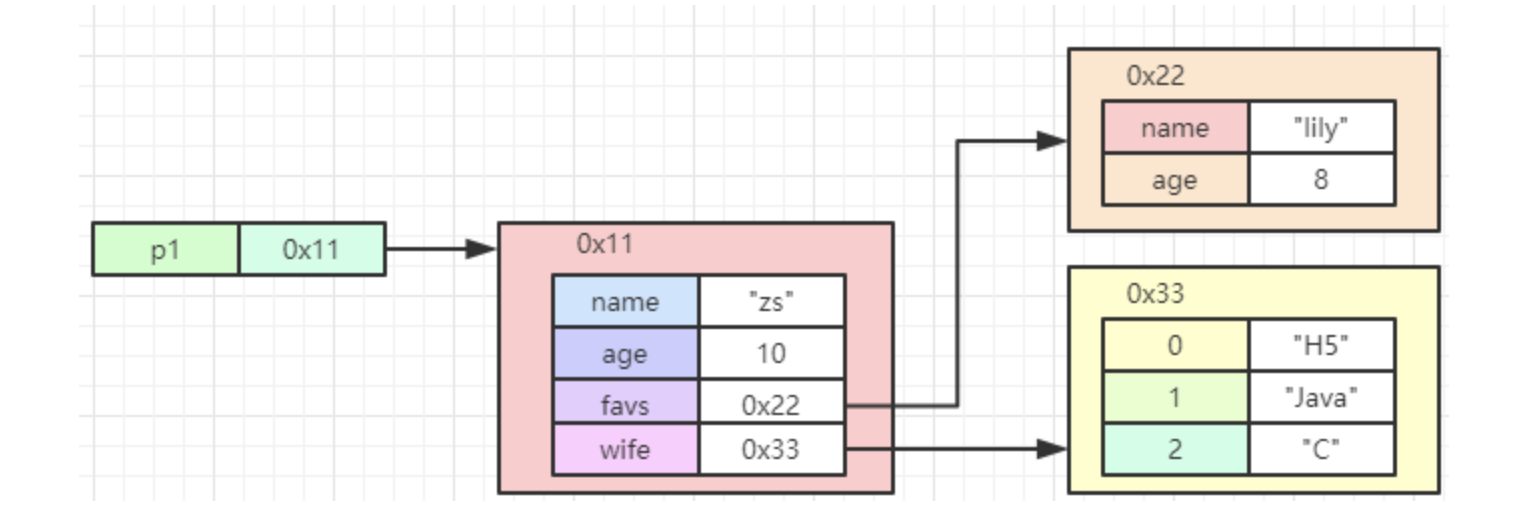 p1 0x11
0x11
name "zs"
age 10
favs 0x22
wife 0x33
0x22
name "lily"
age 8
0x33
0 "H5"
1 "Java"
2 "C"